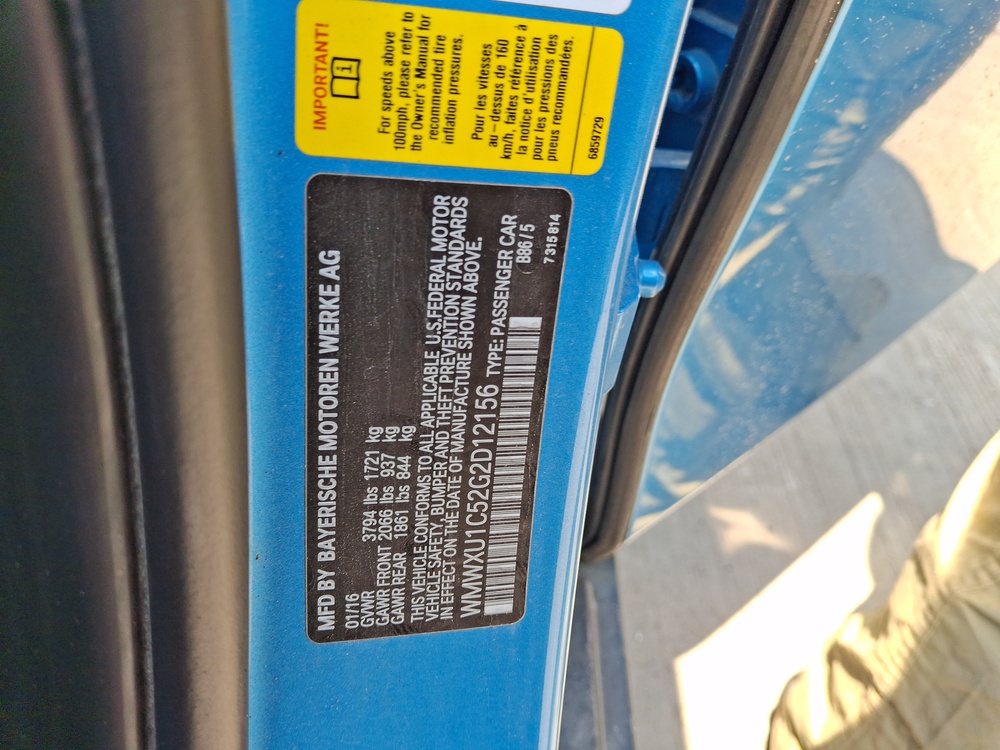 IMPORTANT!
i
For speeds above
100mph, please refer to
the Owner's Manual for
recommended tire
inflation pressures.
Pour les vitesses
au-dessus de 160
km/h, faites référence à
la notice d'utilisation
pour les pressions des
pneus recommandées.
6859729
MFD BY BAYERISCHE MOTOREN WERKE AG
01/16
GVWR 3794 lbs 1721 kg
GAWR FRONT 2066 lbs 937 kg
GAWR REAR 1861 lbs 844 kg
THIS VEHICLE CONFORMS TO ALL APPLICABLE U.S.FEDERAL MOTOR
VEHICLE SAFETY, BUMPER AND THEFT PREVENTION STANDARDS
IN EFFECT ON THE DATE OF MANUFACTURE SHOWN ABOVE.
WMWXU1C52G2D12156 TYPE: PASSENGER CAR
B86/5
7 315 814